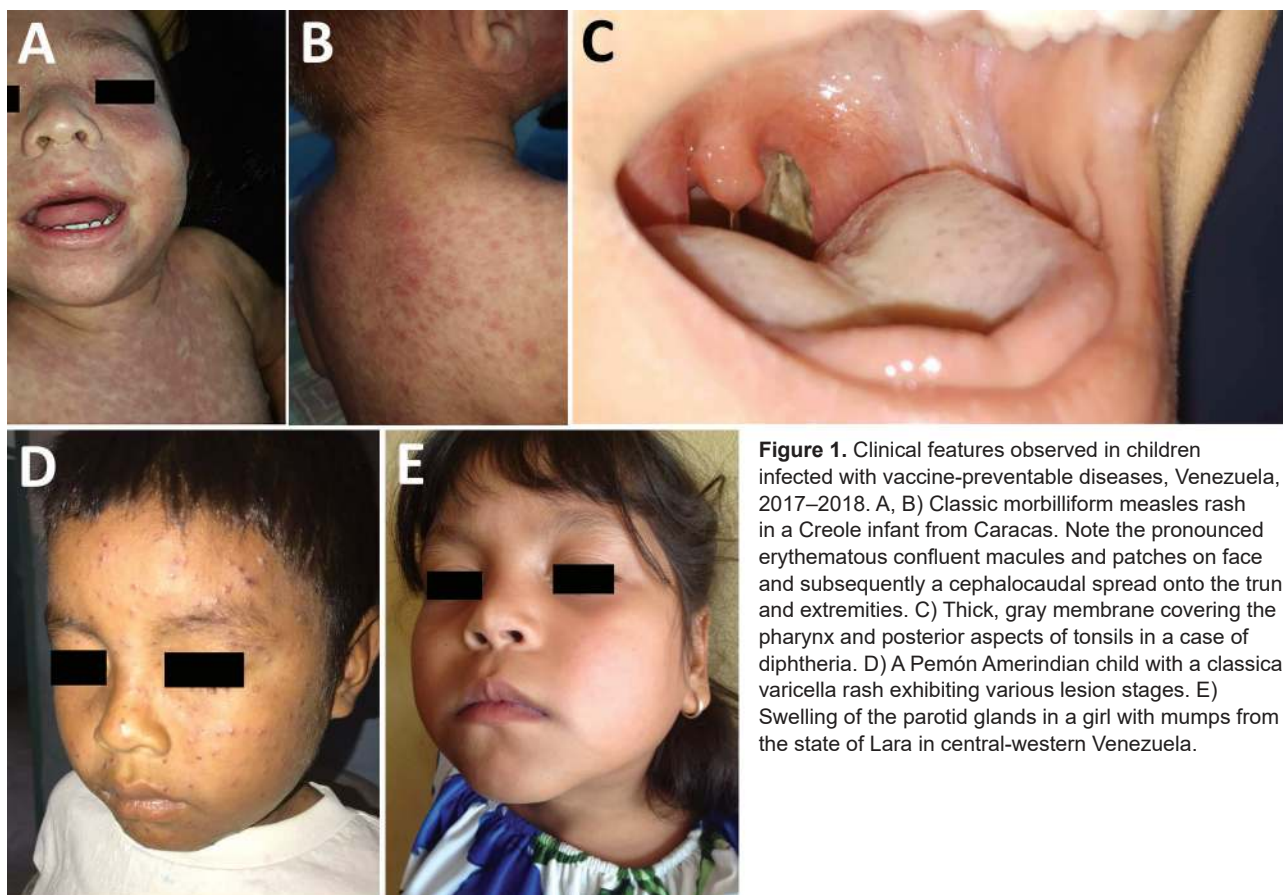 A
B
C
D
E
Figure 1. Clinical features observed in children
infected with vaccine-preventable diseases, Venezuela,
2017–2018. A, B) Classic morbilliform measles rash
in a Creole infant from Caracas. Note the pronounced
erythematous confluent macules and patches on face
and subsequently a cephalocaudal spread onto the trun
and extremities. C) Thick, gray membrane covering the
pharynx and posterior aspects of tonsils in a case of
diphtheria. D) A Pemón Amerindian child with a classica
varicella rash exhibiting various lesion stages. E)
Swelling of the parotid glands in a girl with mumps from
the state of Lara in central-western Venezuela.